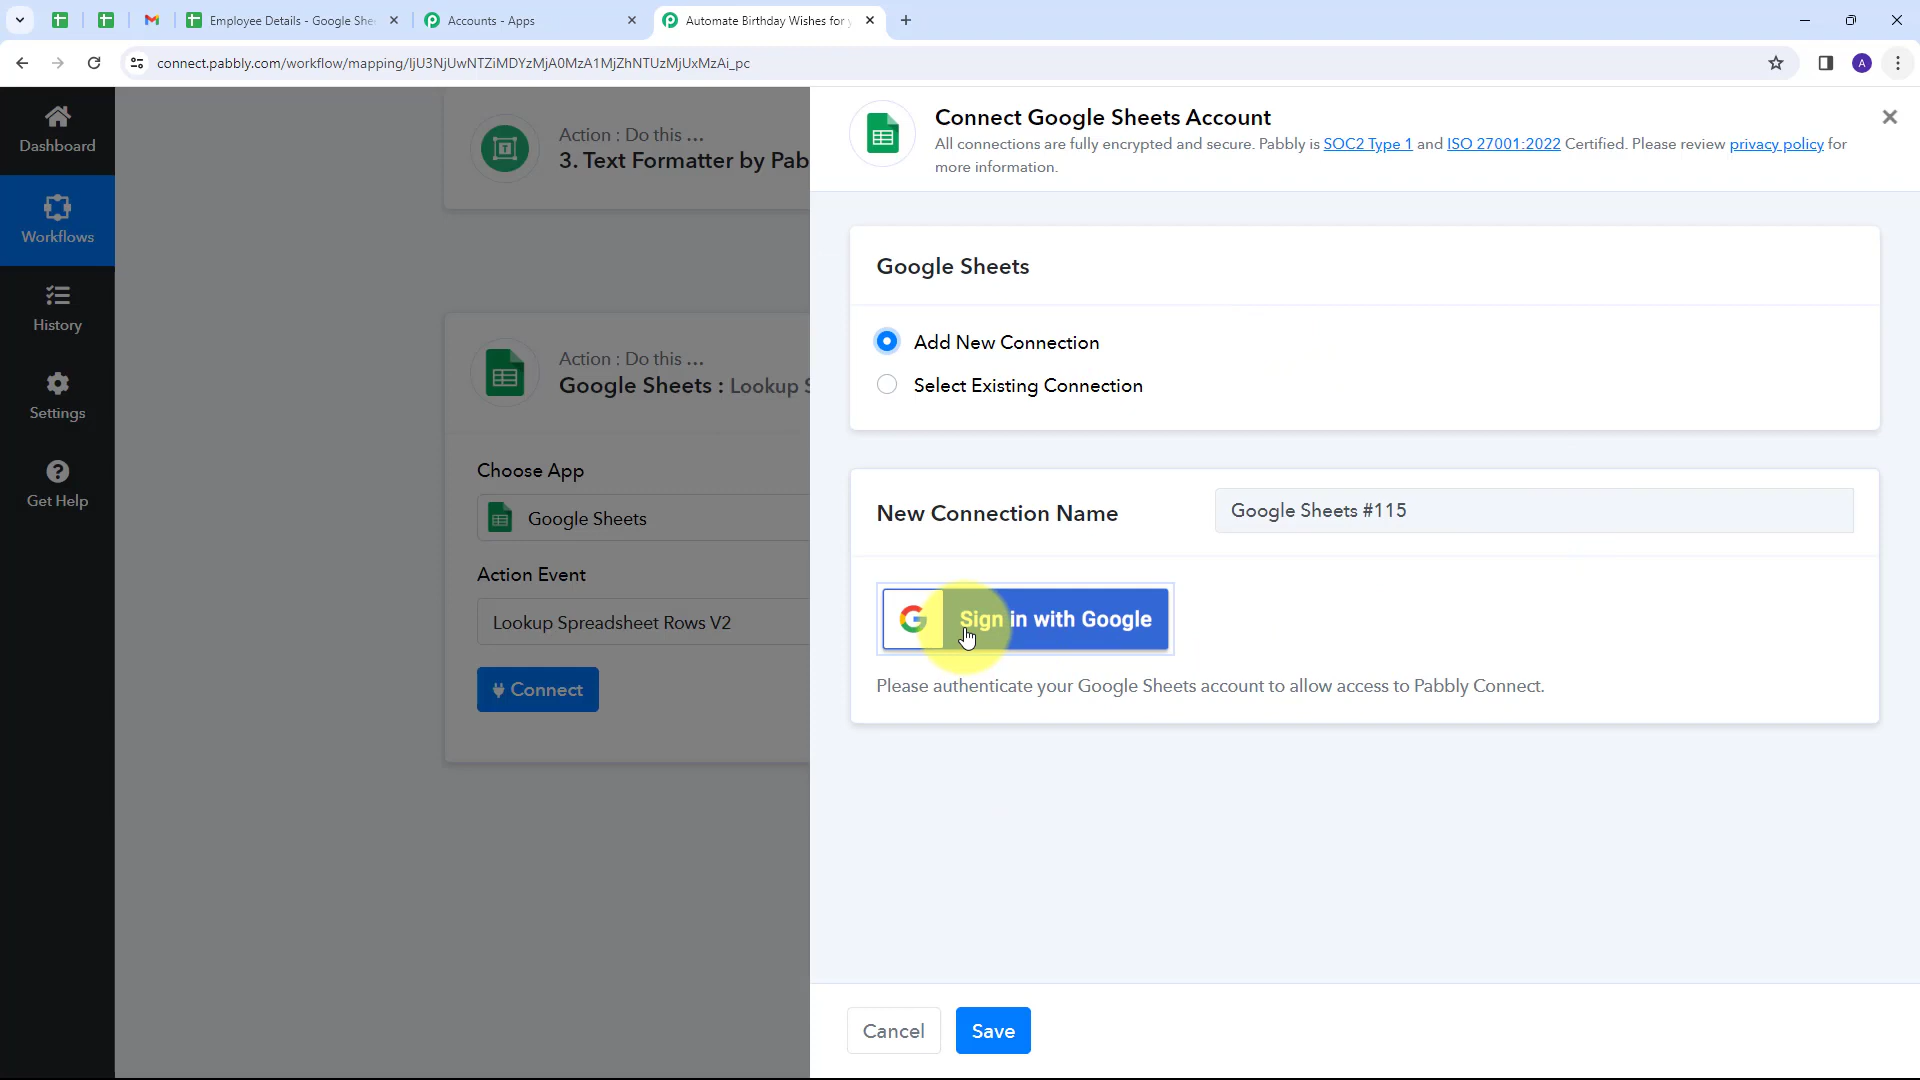 Employee Details - Google She
Accounts - Apps
Automate Birthday Wishes for y
connect.pabbly.com/workflow/mapping/IjU3NjUwNTZiMDYzMjA0MzA1MjZhNTUzMjUxMzAi_pc
A
Dashboard
Workflows
History
Settings
Get Help
Action : Do this ...
3. Text Formatter by Pab
Action : Do this ...
Google Sheets : Lookup S
Choose App
Google Sheets
Action Event
Lookup Spreadsheet Rows V2
Connect
Connect Google Sheets Account
All connections are fully encrypted and secure. Pabbly is SOC2 Type 1 and ISO 27001:2022 Certified. Please review privacy policy for
more information.
Google Sheets
Add New Connection
Select Existing Connection
New Connection Name
Google Sheets #115
Sign in with Google
Please authenticate your Google Sheets account to allow access to Pabbly Connect.
Cancel
Save